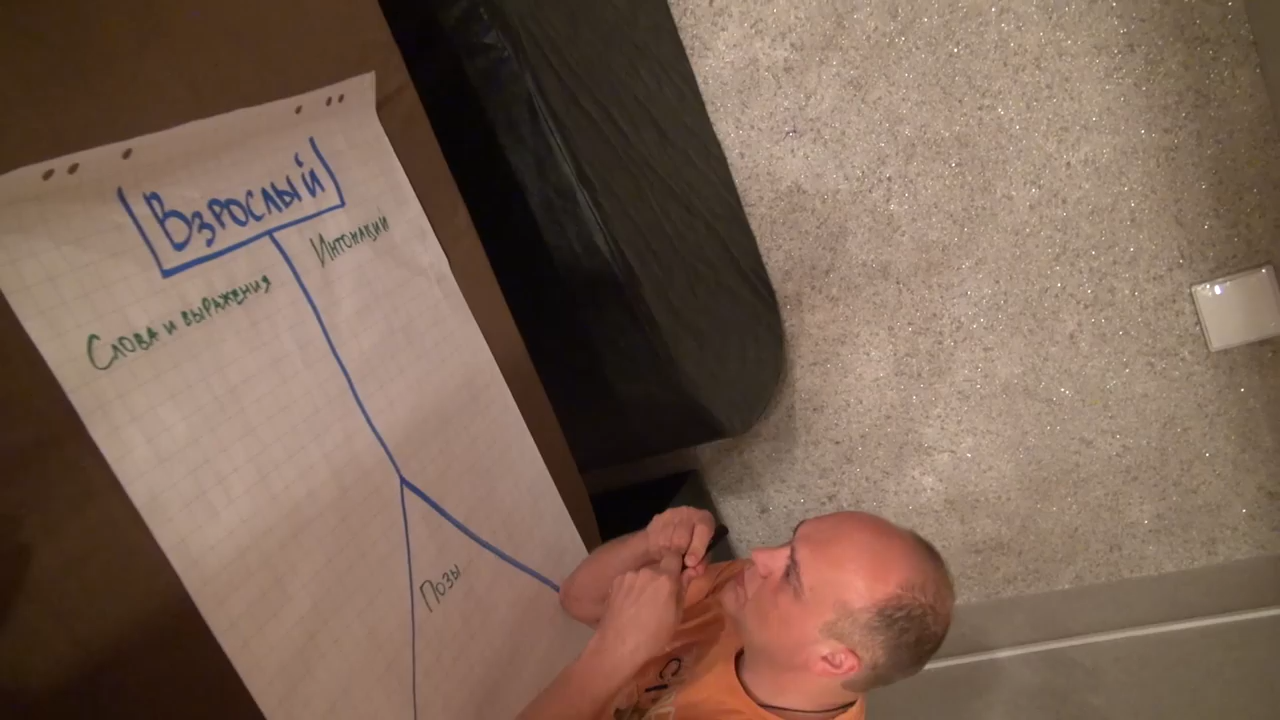 Взрослый
Интонации
Слова и выражения
Позы